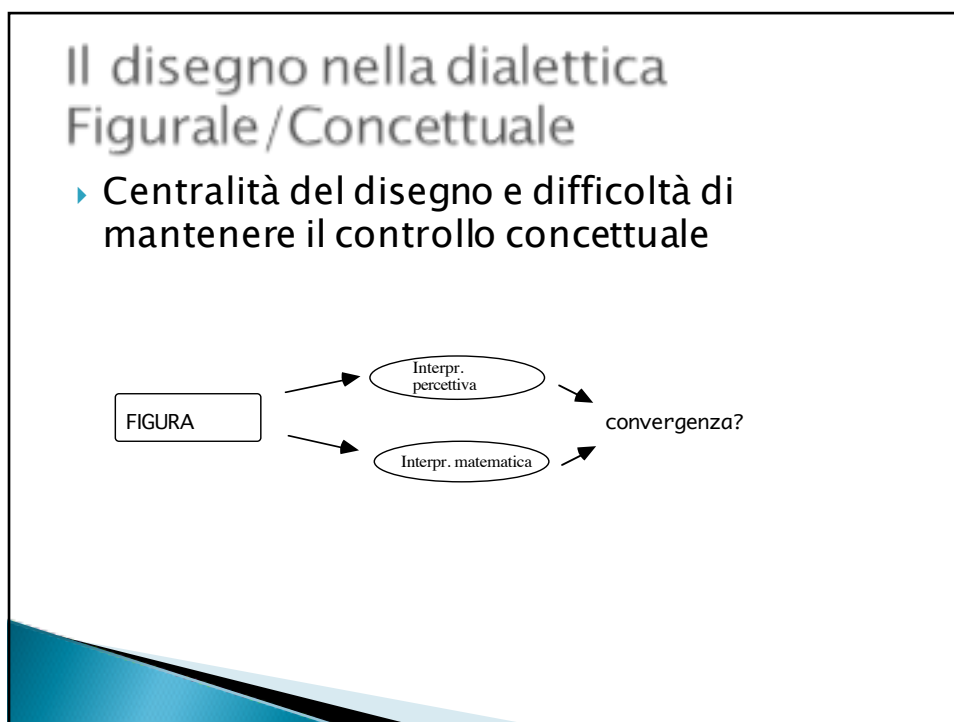 Il disegno nella dialettica
Figurale/Concettuale
Centralità del disegno e difficoltà di
mantenere il controllo concettuale
Interpr.
percettiva
FIGURA
convergenza?
Interpr. matematica